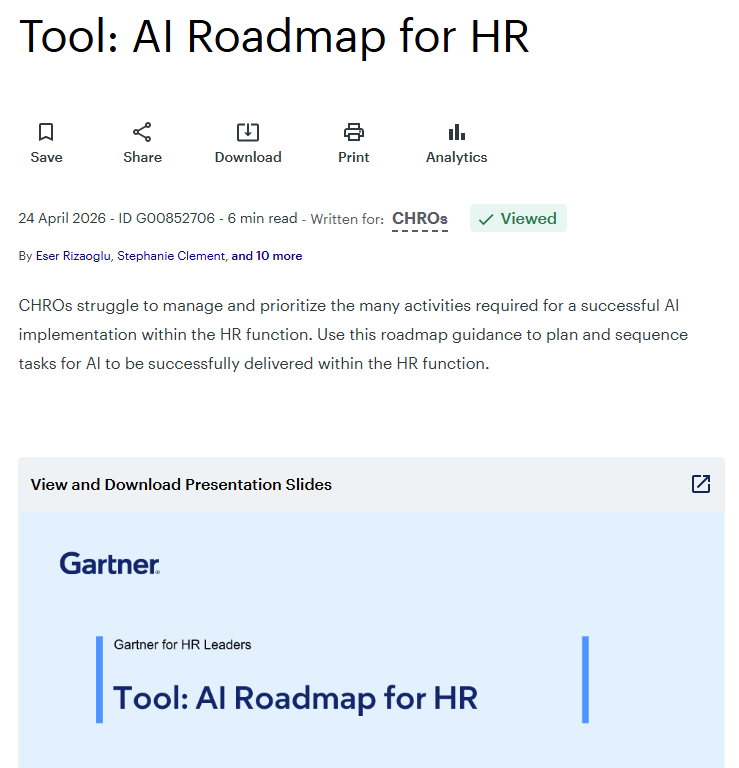 Tool: AI Roadmap for HR
Save Share Download Print Analytics
24 April 2026 - ID G00852706 - 6 min read - Written for: CHROs Viewed
By Eser Rizaoglu, Stephanie Clement, and 10 more
CHROs struggle to manage and prioritize the many activities required for a successful AI
implementation within the HR function. Use this roadmap guidance to plan and sequence
tasks for AI to be successfully delivered within the HR function.
View and Download Presentation Slides
Gartner®
Gartner for HR Leaders
Tool: AI Roadmap for HR